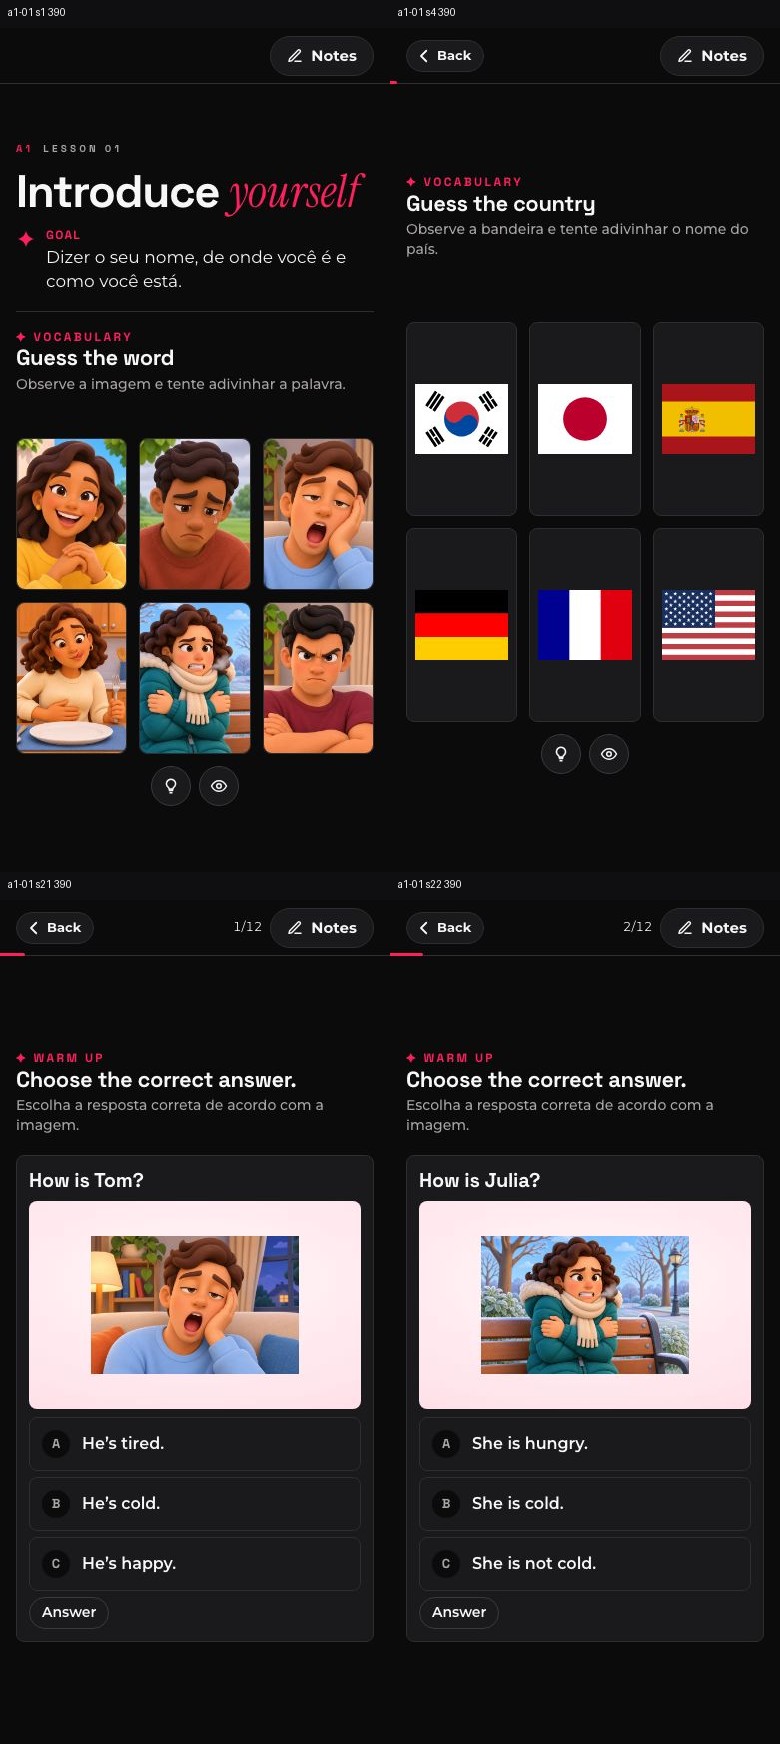 a1-01 s1 390
Notes
A1 LESSON 01
Introduce yourself
GOAL
Dizer o seu nome, de onde você é e
como você está.
VOCABULARY
Guess the word
Observe a imagem e tente adivinhar a palavra.
a1-01 s4 390
Back
Notes
VOCABULARY
Guess the country
Observe a bandeira e tente adivinhar o nome do
país.
a1-01 s21 390
Back
1/12
Notes
WARM UP
Choose the correct answer.
Escolha a resposta correta de acordo com a
imagem.
How is Tom?
A He's tired.
B He's cold.
C He's happy.
Answer
a1-01 s22 390
Back
2/12
Notes
WARM UP
Choose the correct answer.
Escolha a resposta correta de acordo com a
imagem.
How is Julia?
A She is hungry.
B She is cold.
C She is not cold.
Answer